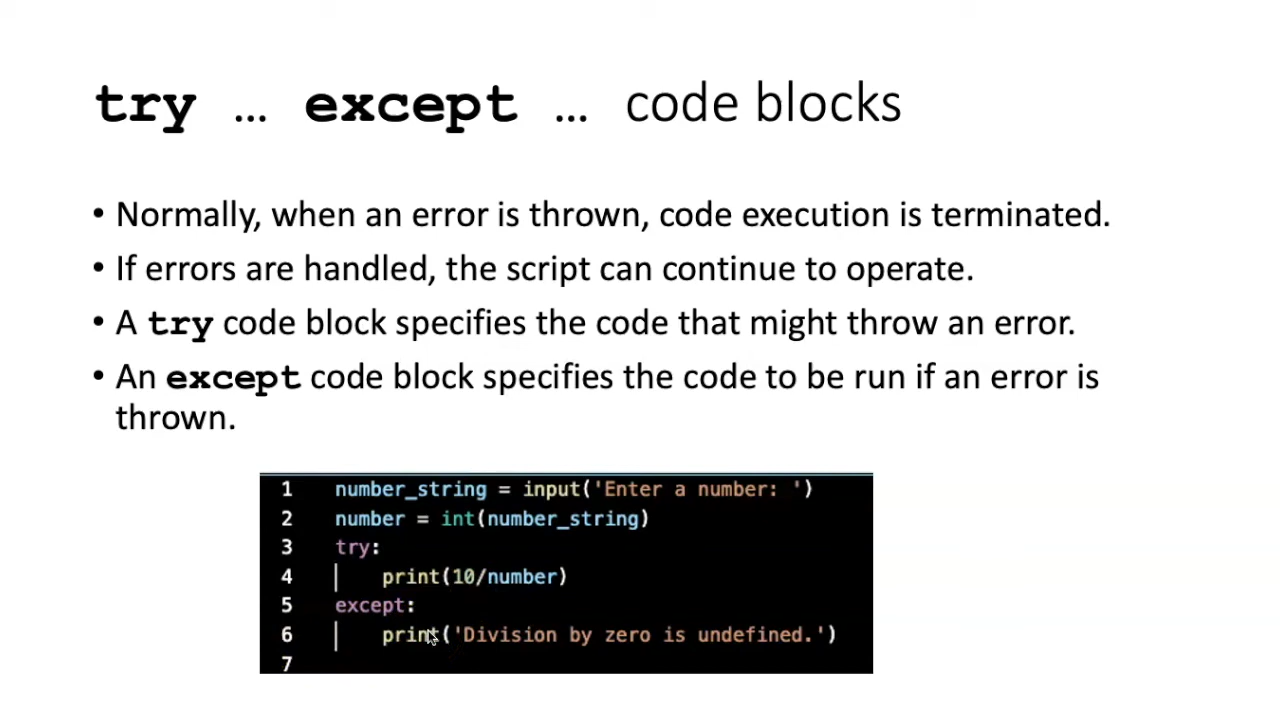 try … except … code blocks
• Normally, when an error is thrown, code execution is terminated.
• If errors are handled, the script can continue to operate.
• A try code block specifies the code that might throw an error.
• An except code block specifies the code to be run if an error is
thrown.
1 number_string = input('Enter a number: ')
2 number = int(number_string)
3 try:
4     print(10/number)
5 except:
6     print('Division by zero is undefined.')
7